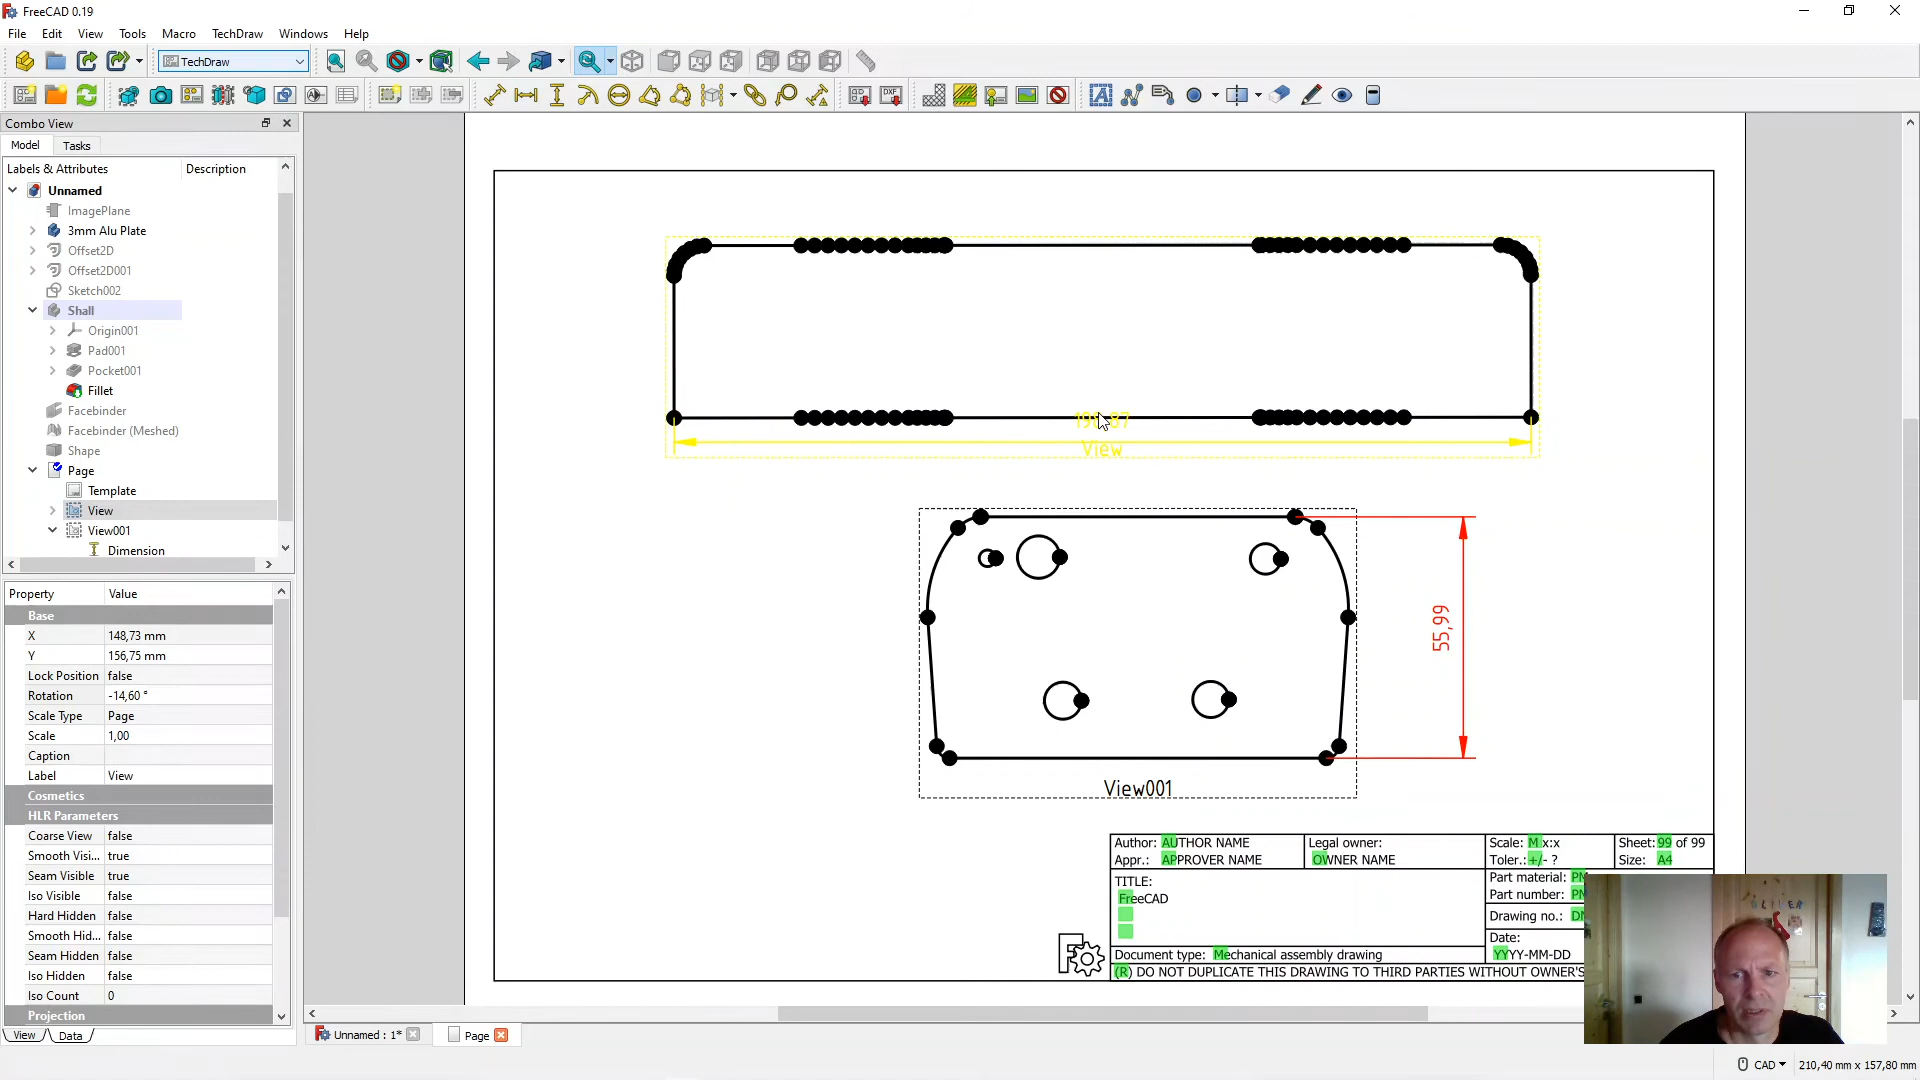 FreeCAD 0.19
File Edit View Tools Macro TechDraw Windows Help
TechDraw
DXF
Combo View
Model Tasks
Labels & Attributes Description
Unnamed
ImagePlane
3mm Alu Plate
Offset2D
Offset2D001
Sketch002
Shall
Origin001
Pad001
Pocket001
Fillet
Facebinder
Facebinder (Meshed)
Shape
Page
Template
View
View001
Dimension
Property Value
Base
X 148,73 mm
Y 156,75 mm
Lock Position false
Rotation -14,60 °
Scale Type Page
Scale 1,00
Caption
Label View
Cosmetics
HLR Parameters
Coarse View false
Smooth Visi... true
Seam Visible true
Iso Visible false
Hard Hidden false
Smooth Hid... false
Seam Hidden false
Iso Hidden false
Iso Count 0
Projection
View Data
View
55,99
View001
Author: AUTHOR NAME
Appr.: APPROVER NAME
Legal owner:
OWNER NAME
Scale: M x:x
Toler.: +/- ?
Sheet: 99 of 99
Size: A4
TITLE:
FreeCAD
Part material: PM
Part number: PN
Drawing no.: DN
Date:
YYYY-MM-DD
Document type: Mechanical assembly drawing
(R) DO NOT DUPLICATE THIS DRAWING TO THIRD PARTIES WITHOUT OWNER'S
Unnamed : 1*
Page
CAD
210,40 mm x 157,80 mm